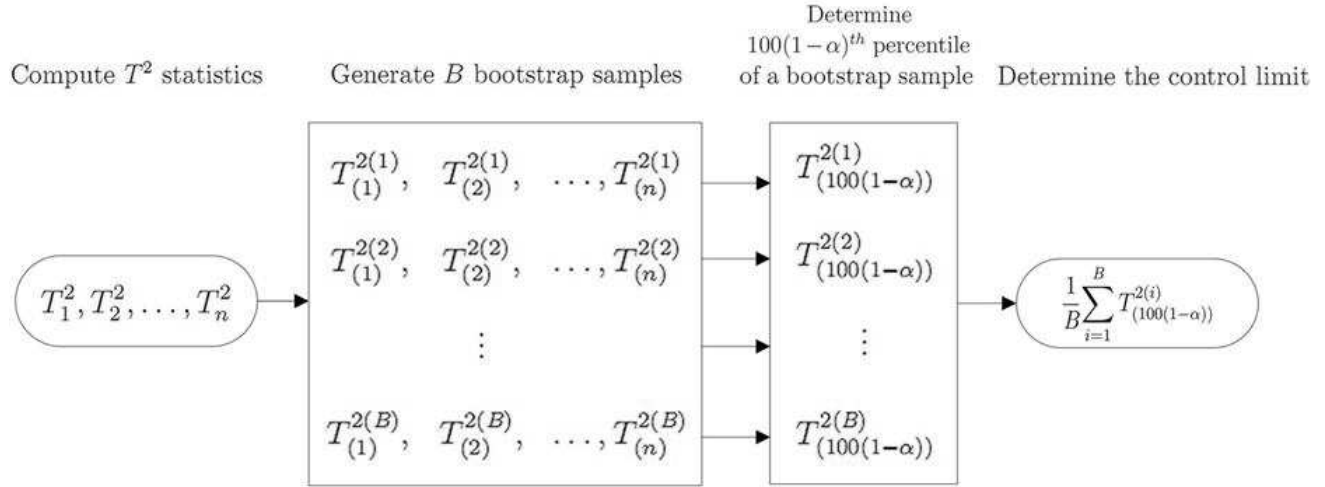 Compute T² statistics
Generate B bootstrap samples
Determine
100(1−α)^{th} percentile
of a bootstrap sample
Determine the control limit
T_1^2, T_2^2, ..., T_n^2
T_{(1)}^{2(1)}, T_{(2)}^{2(1)}, ..., T_{(n)}^{2(1)}
T_{(1)}^{2(2)}, T_{(2)}^{2(2)}, ..., T_{(n)}^{2(2)}
⋮
T_{(1)}^{2(B)}, T_{(2)}^{2(B)}, ..., T_{(n)}^{2(B)}
T_{(100(1−α))}^{2(1)}
T_{(100(1−α))}^{2(2)}
⋮
T_{(100(1−α))}^{2(B)}
\frac{1}{B}\sum_{i=1}^{B} T_{(100(1−α))}^{2(i)}